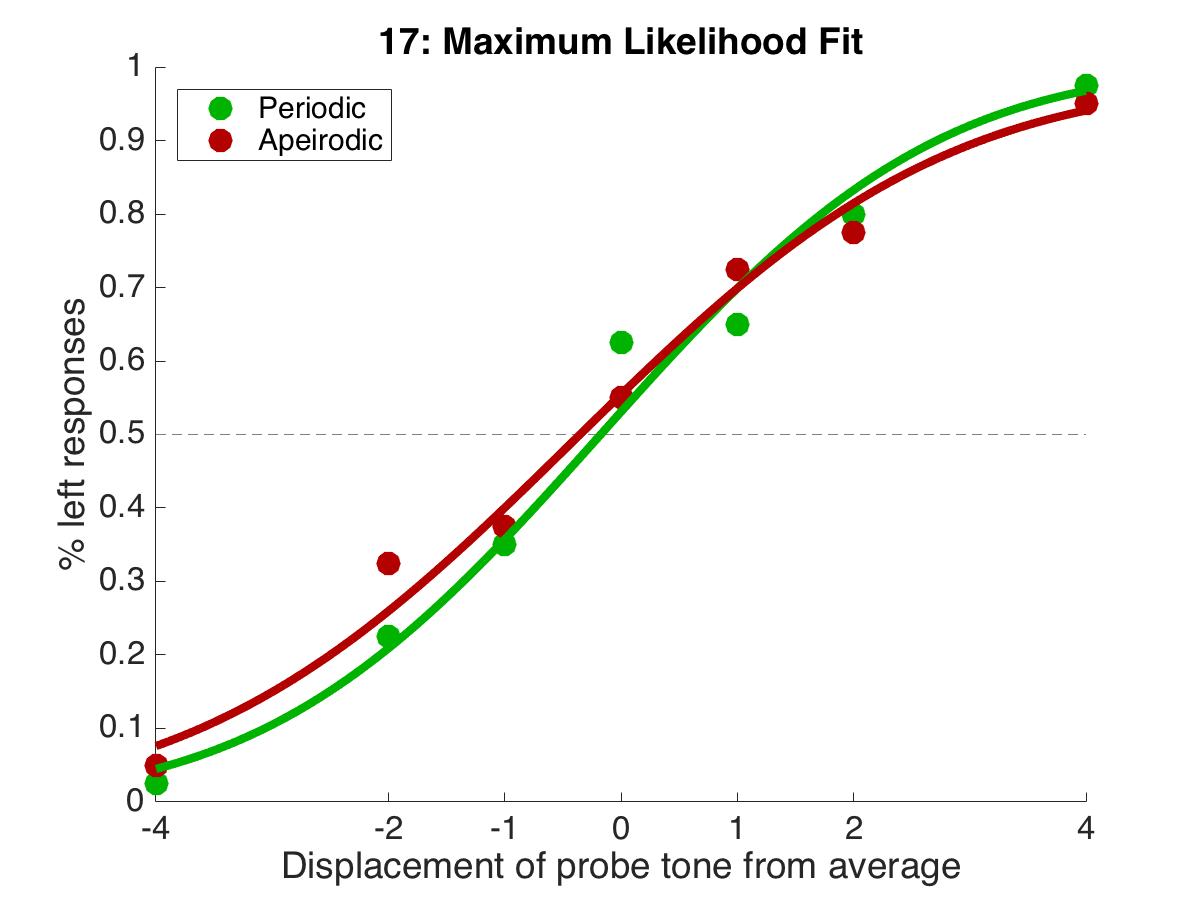 17: Maximum Likelihood Fit
1
Periodic
Apeirodic
0.9
0.8
0.7
0.6
0.5
0.4
0.3
0.2
0.1
0
% left responses
-4 -2 -1 0 1 2 4
Displacement of probe tone from average